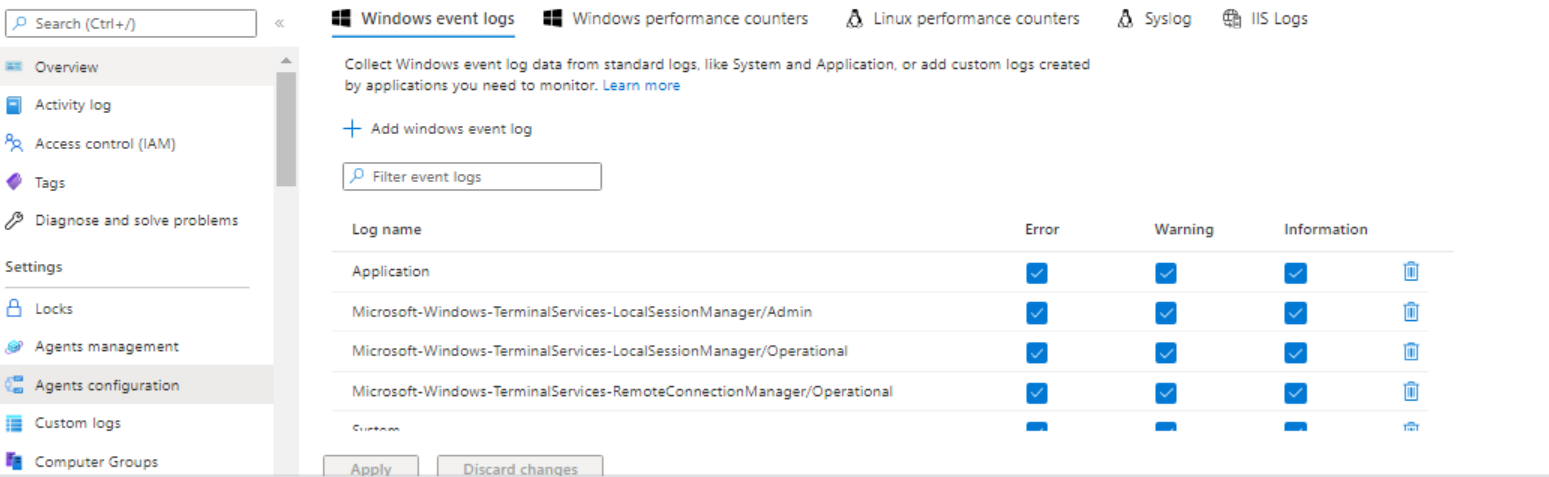 Search (Ctrl+/)
«
Overview
Activity log
Access control (IAM)
Tags
Diagnose and solve problems
Settings
Locks
Agents management
Agents configuration
Custom logs
Computer Groups
Windows event logs
Windows performance counters
Linux performance counters
Syslog
IIS Logs
Collect Windows event log data from standard logs, like System and Application, or add custom logs created
by applications you need to monitor. Learn more
Add windows event log
Filter event logs
Log name Error Warning Information
Application
Microsoft-Windows-TerminalServices-LocalSessionManager/Admin
Microsoft-Windows-TerminalServices-LocalSessionManager/Operational
Microsoft-Windows-TerminalServices-RemoteConnectionManager/Operational
System
Apply
Discard changes